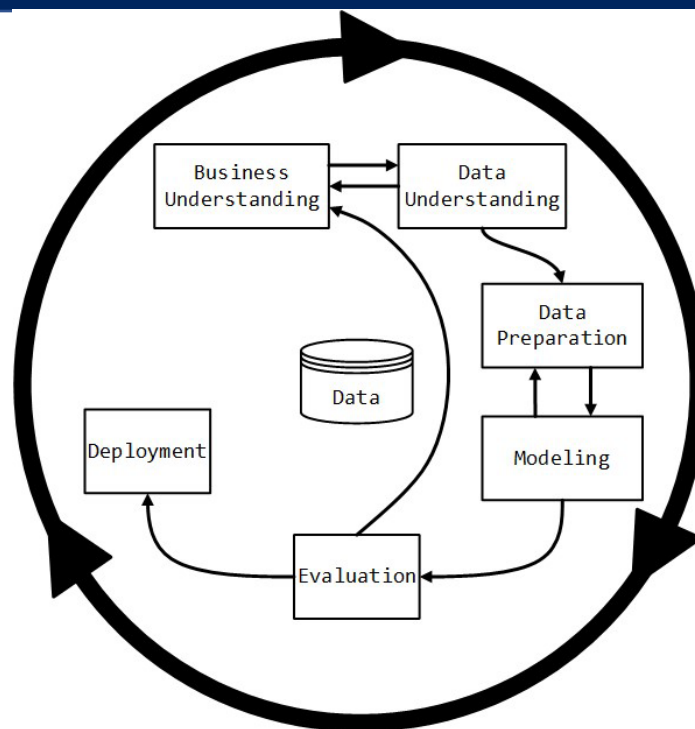 Business
Understanding
Data
Understanding
Data
Preparation
Data
Deployment
Modeling
Evaluation